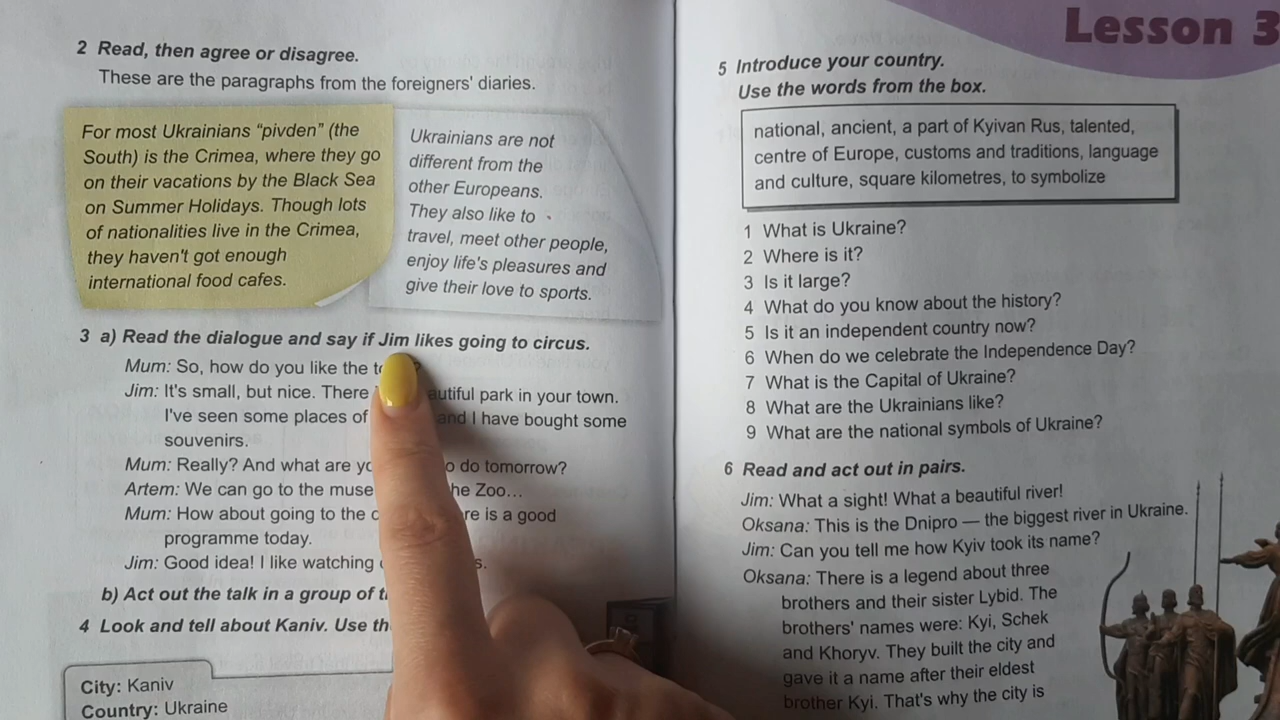 2 Read, then agree or disagree.
These are the paragraphs from the foreigners' diaries.
For most Ukrainians "pivden" (the
South) is the Crimea, where they go
on their vacations by the Black Sea
on Summer Holidays. Though lots
of nationalities live in the Crimea,
they haven't got enough
international food cafes.
Ukrainians are not
different from the
other Europeans.
They also like to
travel, meet other people,
enjoy life's pleasures and
give their love to sports.
3 a) Read the dialogue and say if Jim likes going to circus.
Mum: So, how do you like the
Jim: It's small, but nice. There park in your town.
I've seen some places of and I have bought some
souvenirs.
Mum: Really? And what are do tomorrow?
Artem: We can go to the Zoo...
Mum: How about going to the is a good
programme today.
Jim: Good idea! I like watching
b) Act out the talk in a group of
4 Look and tell about Kaniv. Use
City: Kaniv
Country: Ukraine
Lesson 3
5 Introduce your country.
Use the words from the box.
national, ancient, a part of Kyivan Rus, talented,
centre of Europe, customs and traditions, language
and culture, square kilometres, to symbolize
1 What is Ukraine?
2 Where is it?
3 Is it large?
4 What do you know about the history?
5 Is it an independent country now?
6 When do we celebrate the Independence Day?
7 What is the Capital of Ukraine?
8 What are the Ukrainians like?
9 What are the national symbols of Ukraine?
6 Read and act out in pairs.
Jim: What a sight! What a beautiful river!
Oksana: This is the Dnipro — the biggest river in Ukraine.
Jim: Can you tell me how Kyiv took its name?
Oksana: There is a legend about three
brothers and their sister Lybid. The
brothers' names were: Kyi, Schek
and Khoryv. They built the city and
gave it a name after their eldest
brother Kyi. That's why the city is